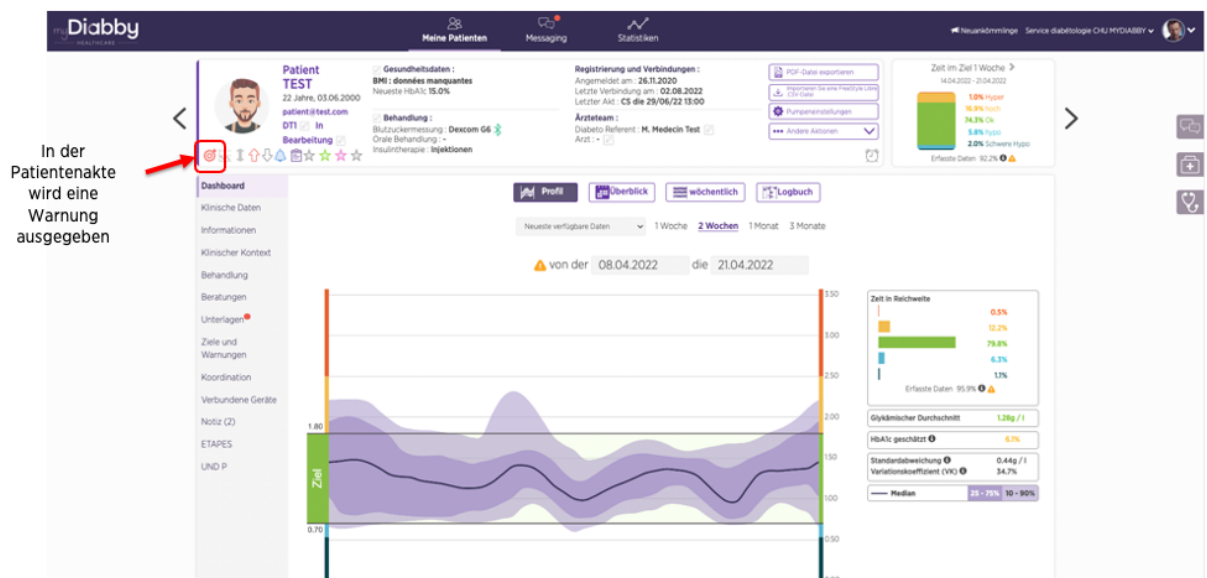 myDiabby
HEALTHCARE
Meine Patienten
Messaging
Statistiken
Neuankömmlinge
Service diabétologie CHU MYDIABBY
Patient
TEST
22 Jahre, 03.06.2000
patient@test.com
DT1 In
Bearbeitung
Gesundheitsdaten :
BMI : données manquantes
Neueste HbA1c 15.0%
Behandlung :
Blutzuckermessung : Dexcom G6
Orale Behandlung : -
Insulintherapie : Injektionen
Registrierung und Verbindungen :
Angemeldet am : 26.11.2020
Letzte Verbindung am : 02.08.2022
Letzter Akt : CS die 29/06/22 13:00
Ärzteteam :
Diabeto Referent : M. Medecin Test
Arzt : -
PDF-Datei exportieren
Importieren Sie eine FreeStyle Libre
CSV-Datei
Pumpeneinstellungen
Andere Aktionen
Zeit im Ziel 1 Woche
14.04.2022 - 21.04.2022
1.0% Hyper
16.9% hoch
74.3% Ok
5.8% hypo
2.0% Schwere Hypo
Erfasste Daten 92.2%
In der
Patientenakte
wird eine
Warnung
ausgegeben
Dashboard
Klinische Daten
Informationen
Klinischer Kontext
Behandlung
Beratungen
Unterlagen
Ziele und
Warnungen
Koordination
Verbundene Geräte
Notiz (2)
ETAPES
UND P
Profil
Überblick
wöchentlich
Logbuch
Neueste verfügbare Daten
1 Woche
2 Wochen
1 Monat
3 Monate
von der 08.04.2022 die 21.04.2022
3.50
3.00
2.50
2.00
1.80
1.50
Ziel
1.00
0.70
0.50
0.00
Zeit in Reichweite
0.5%
12.2%
79.8%
6.3%
1.1%
Erfasste Daten 95.9%
Glykämischer Durchschnitt 1.28g / l
HbA1c geschätzt 6.1%
Standardabweichung 0.44g / l
Variationskoeffizient (VK) 34.7%
Median 25 - 75% 10 - 90%